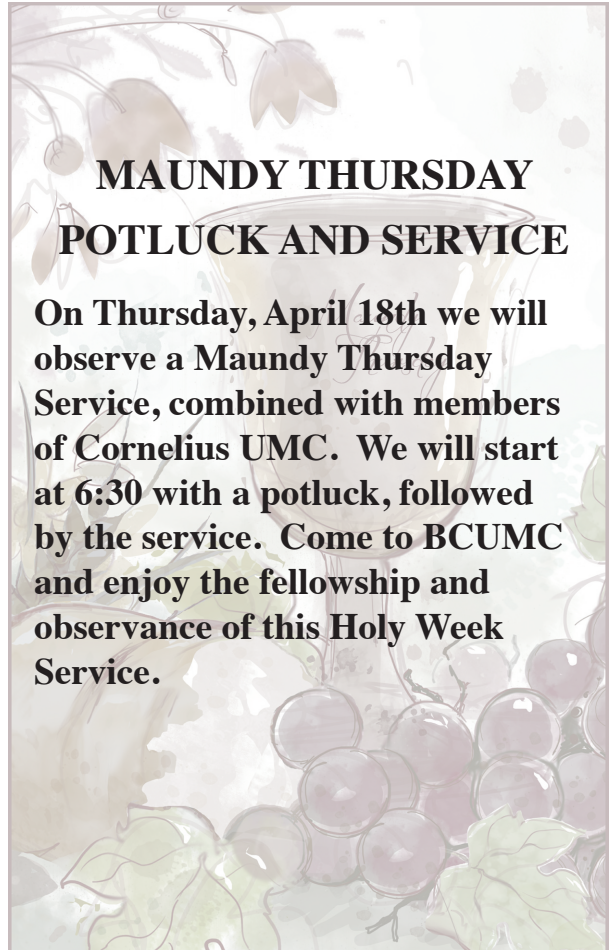 MAUNDY THURSDAY
POTLUCK AND SERVICE
On Thursday, April 18th we will
observe a Maundy Thursday
Service, combined with members
of Cornelius UMC.  We will start
at 6:30 with a potluck, followed
by the service.  Come to BCUMC
and enjoy the fellowship and
observance of this Holy Week
Service.